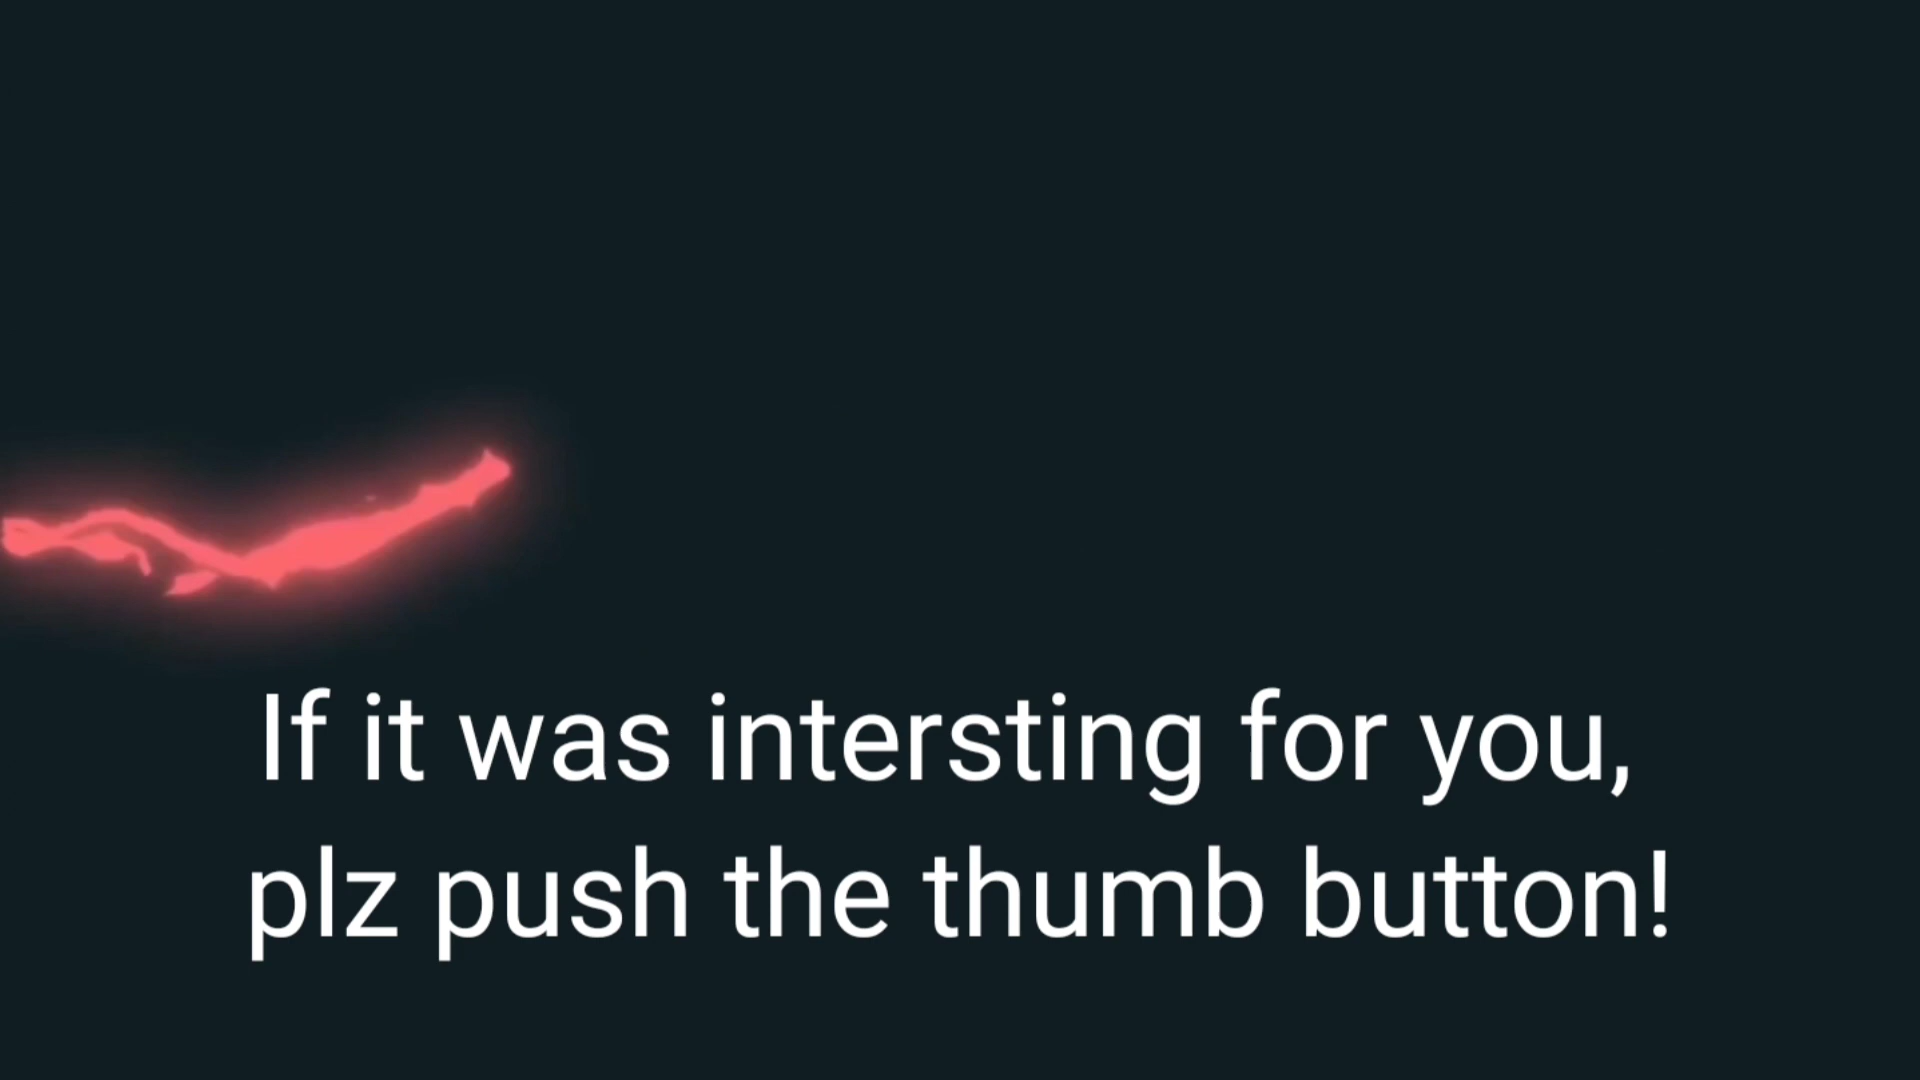 If it was intersting for you,
plz push the thumb button!